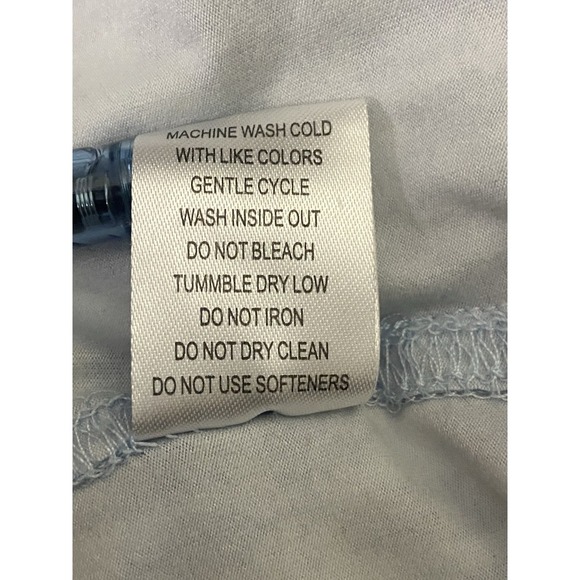 MACHINE WASH COLD
WITH LIKE COLORS
GENTLE CYCLE
WASH INSIDE OUT
DO NOT BLEACH
TUMMBLE DRY LOW
DO NOT IRON
DO NOT DRY CLEAN
DO NOT USE SOFTENERS